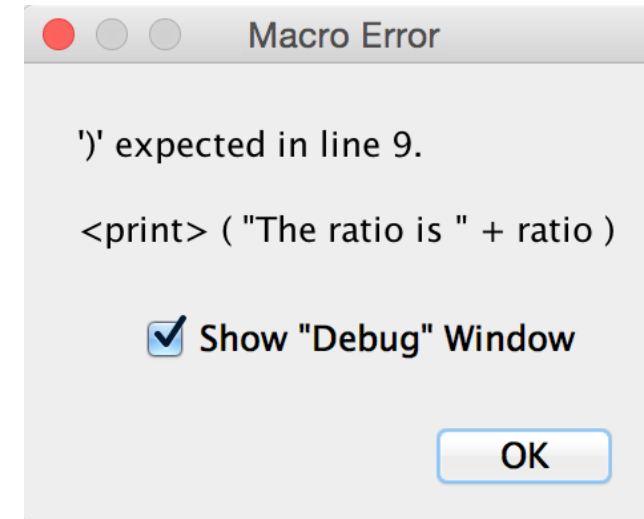 Macro Error
')' expected in line 9.
<print> ( "The ratio is " + ratio )
Show "Debug" Window
OK